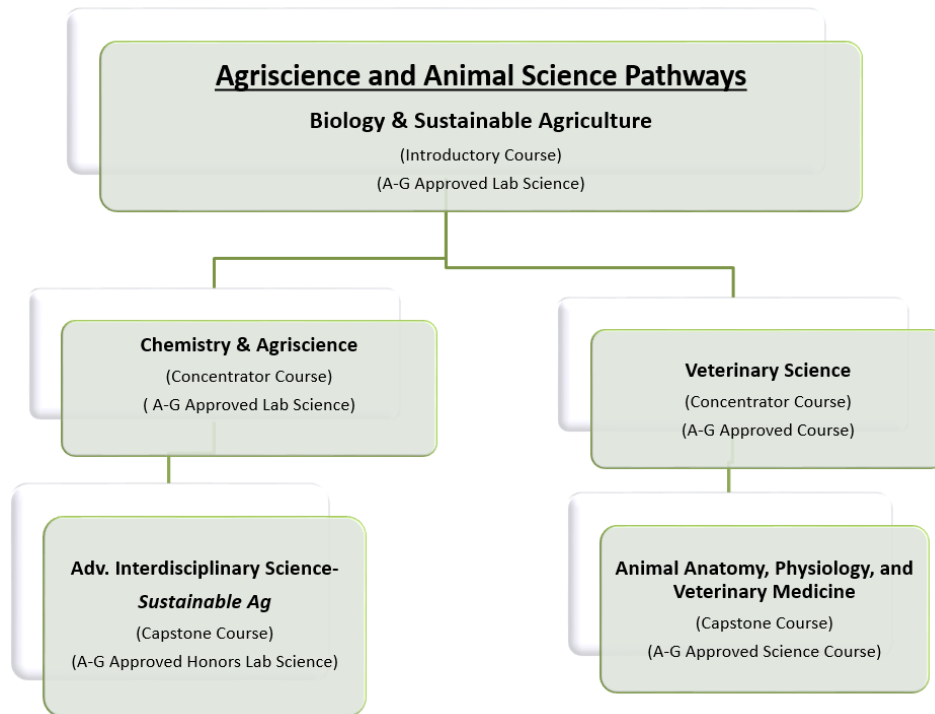 Agriscience and Animal Science Pathways
Biology & Sustainable Agriculture
(Introductory Course)
(A-G Approved Lab Science)
Chemistry & Agriscience
(Concentrator Course)
( A-G Approved Lab Science)
Veterinary Science
(Concentrator Course)
(A-G Approved Course)
Adv. Interdisciplinary Science-
Sustainable Ag
(Capstone Course)
(A-G Approved Honors Lab Science)
Animal Anatomy, Physiology, and
Veterinary Medicine
(Capstone Course)
(A-G Approved Science Course)